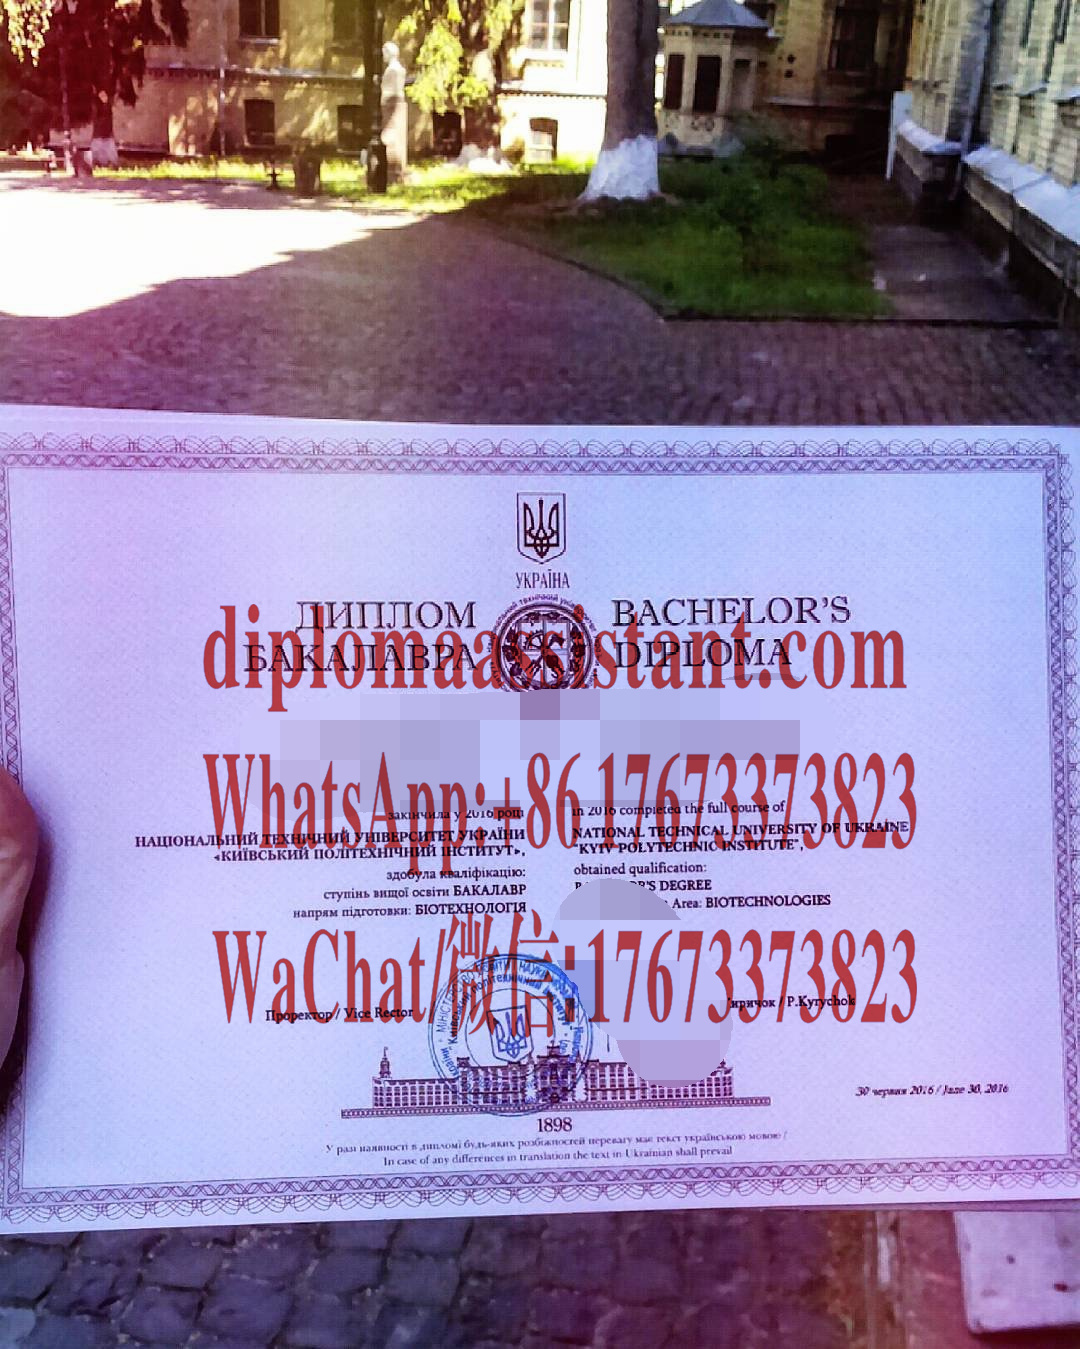 УКРАЇНА
ДИПЛОМ
БАКАЛАВРА
BACHELOR'S
DIPLOMA
diplomaassistant.com
WhatsApp:+86 17673373823
закінчила у 2016 році
НАЦІОНАЛЬНИЙ ТЕХНІЧНИЙ УНІВЕРСИТЕТ УКРАЇНИ
«КИЇВСЬКИЙ ПОЛІТЕХНІЧНИЙ ІНСТИТУТ»,
здобула кваліфікацію:
ступінь вищої освіти БАКАЛАВР
напрям підготовки: БІОТЕХНОЛОГІЯ
in 2016 completed the full course of
NATIONAL TECHNICAL UNIVERSITY OF UKRAINE
"KYIV POLYTECHNIC INSTITUTE",
obtained qualification:
DEGREE
Area: BIOTECHNOLOGIES
WaChat/微信:17673373823
Проректор / Vice Rector
/ P.Kyrychok
30 червня 2016 / June 30, 2016
1898
У разі наявності в дипломі будь-яких розбіжностей перевагу має текст українською мовою /
In case of any differences in translation the text in Ukrainian shall prevail